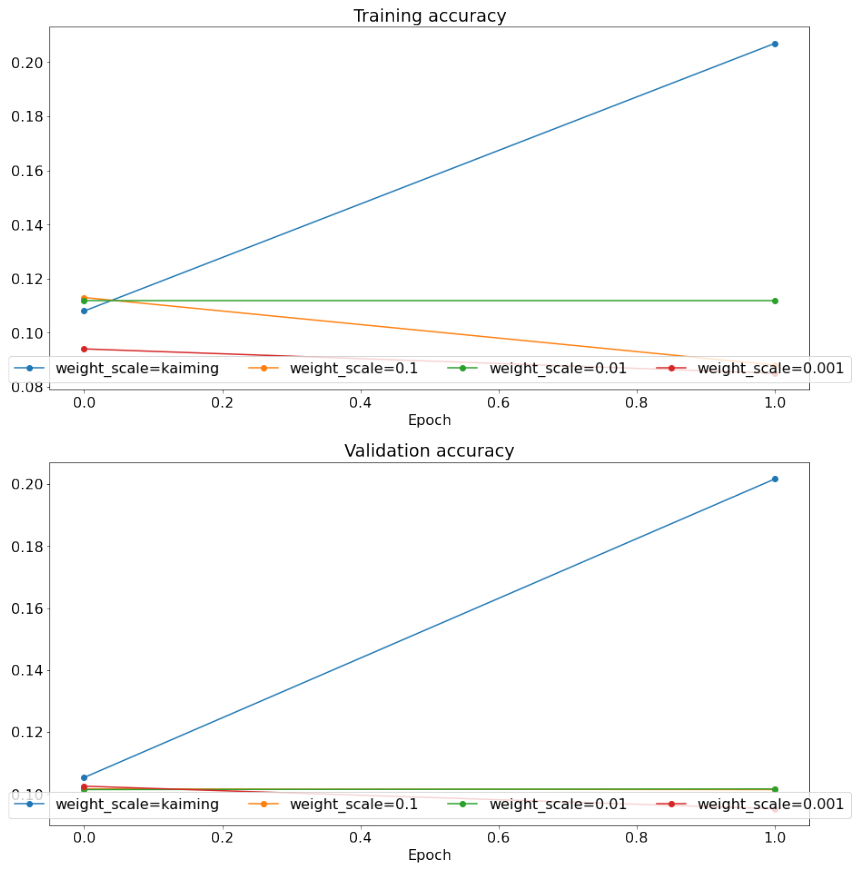 Training accuracy
0.20
0.18
0.16
0.14
0.12
0.10
0.08
weight_scale=kaiming weight_scale=0.1 weight_scale=0.01 weight_scale=0.001
0.0 0.2 0.4 0.6 0.8 1.0
Epoch
Validation accuracy
0.20
0.18
0.16
0.14
0.12
0.10
weight_scale=kaiming weight_scale=0.1 weight_scale=0.01 weight_scale=0.001
0.0 0.2 0.4 0.6 0.8 1.0
Epoch